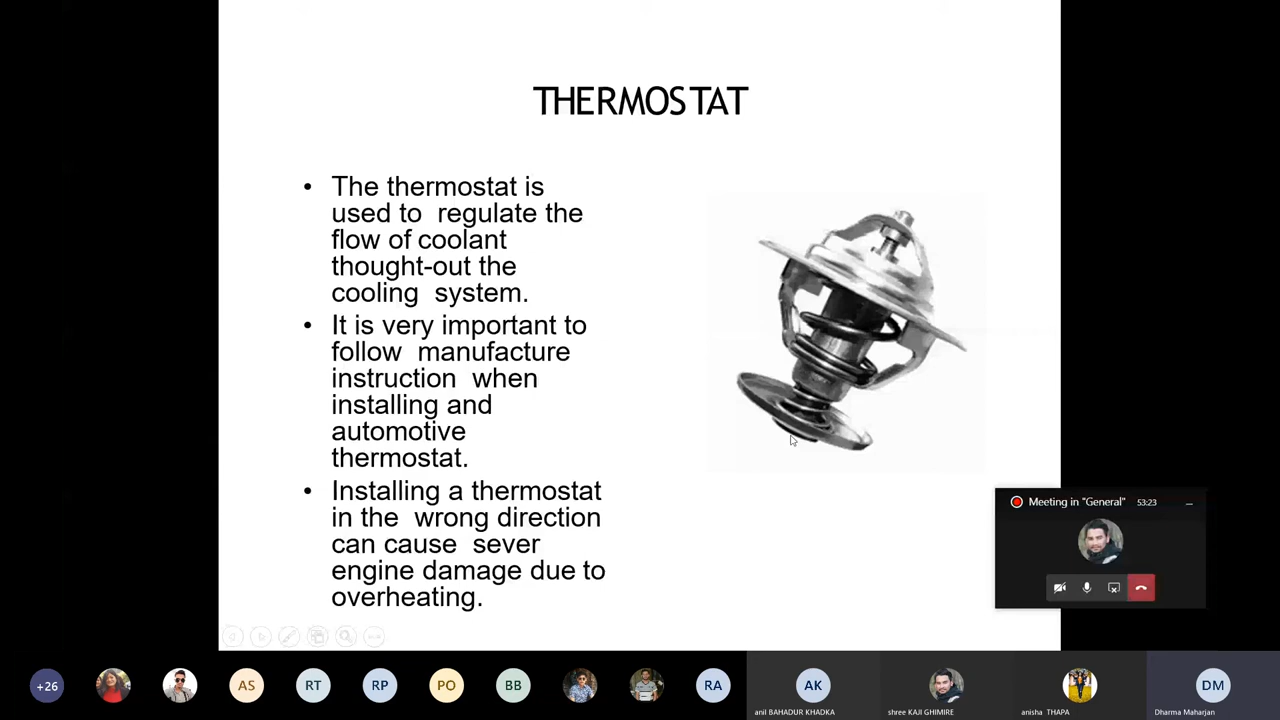 THERMOSTAT
• The thermostat is
used to regulate the
flow of coolant
thought-out the
cooling system.
• It is very important to
follow manufacture
instruction when
installing and
automotive
thermostat.
• Installing a thermostat
in the wrong direction
can cause sever
engine damage due to
overheating.
Meeting in "General" 53:23
+26 AS RT RP PO BB RA AK DM
anil BAHADUR KHADKA shree KAJI GHIMIRE anisha THAPA Dharma Maharjan